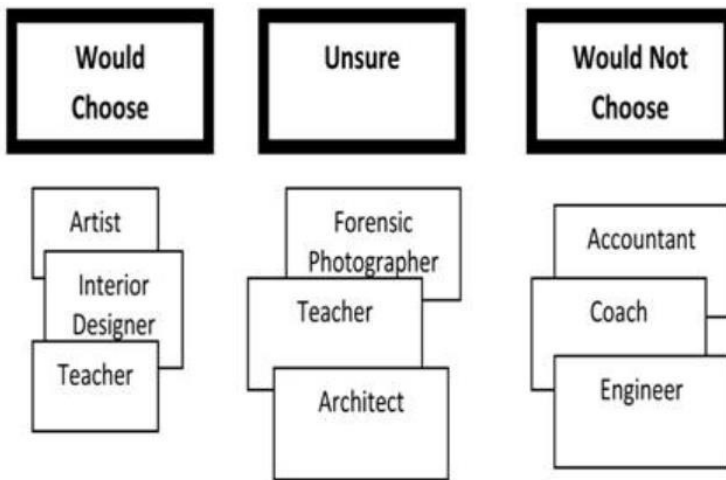 Would
Choose
Unsure
Would Not
Choose
Artist
Interior
Designer
Teacher
Forensic
Photographer
Teacher
Architect
Accountant
Coach
Engineer